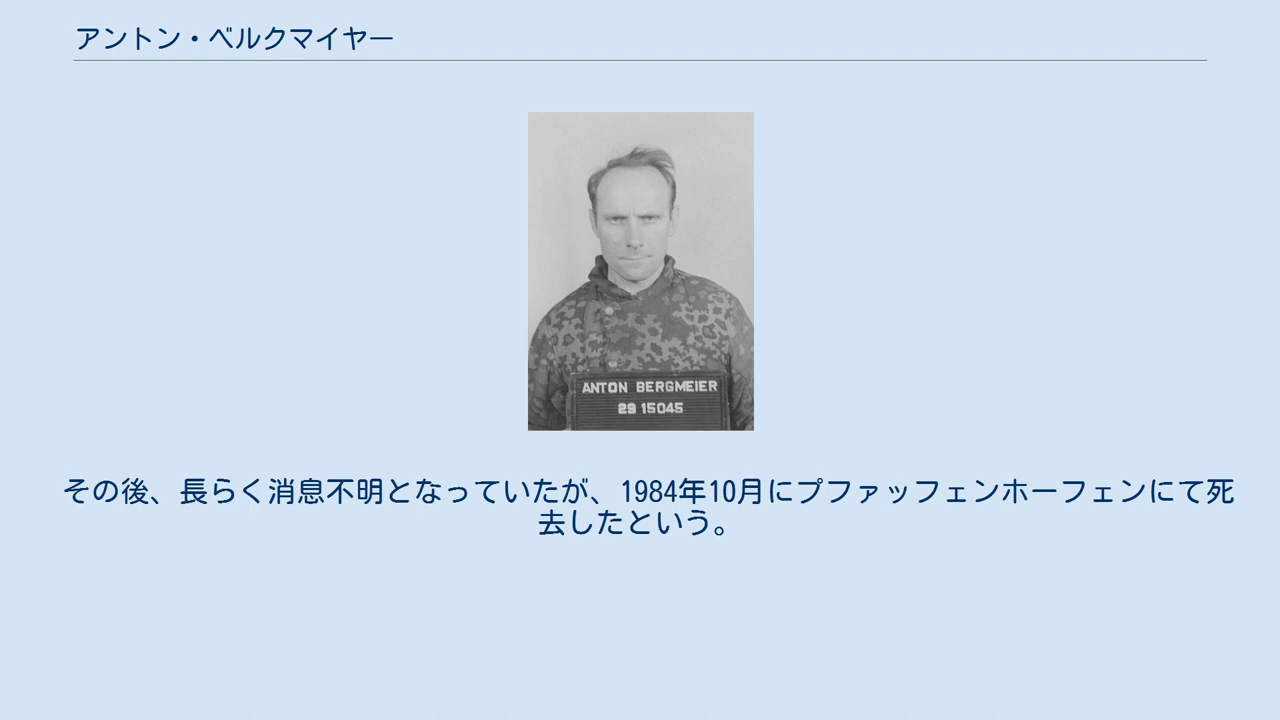 アントン・ベルクマイヤー
ANTON BERGMEIER
29 15045
その後、長らく消息不明となっていたが、1984年10月にプファッフェンホーフェンにて死
去したという。